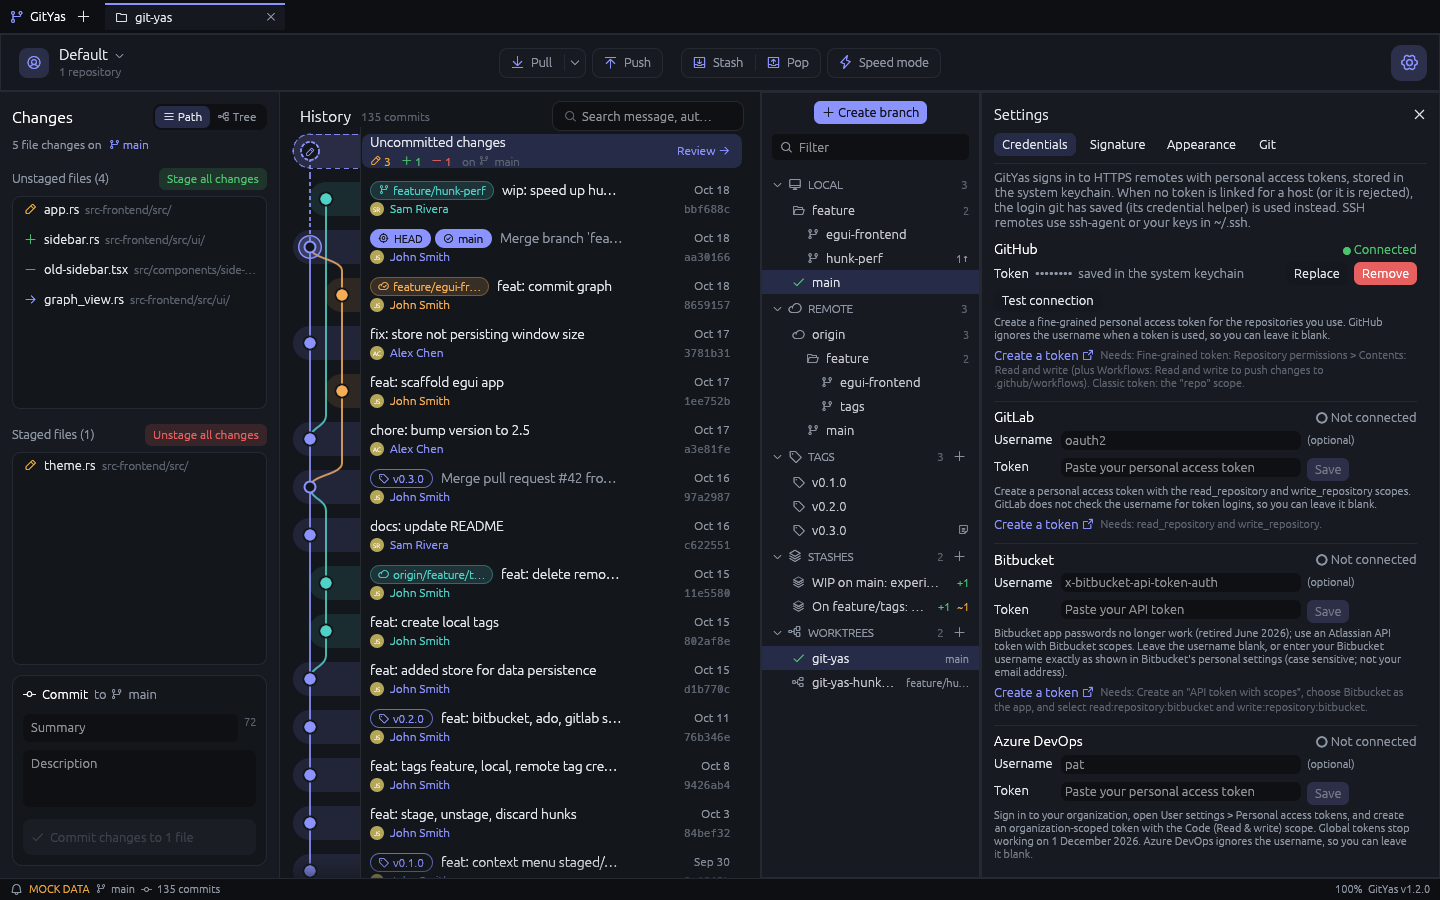 GitYas
git-yas
Default
1 repository
Pull
Push
Stash
Pop
Speed mode
Changes
Path
Tree
5 file changes on main
Unstaged files (4)
Stage all changes
app.rs src-frontend/src/
sidebar.rs src-frontend/src/ui/
old-sidebar.tsx src/components/side-...
graph_view.rs src-frontend/src/ui/
Staged files (1)
Unstage all changes
theme.rs src-frontend/src/
Commit to main
Summary
72
Description
Commit changes to 1 file
History 135 commits
Search message, aut...
Uncommitted changes
3 + 1 — 1 on main
Review →
feature/hunk-perf wip: speed up hu... Oct 18
SR Sam Rivera bbf688c
HEAD main Merge branch 'fea... Oct 18
JS John Smith aa30166
feature/egui-fr... feat: commit graph Oct 18
JS John Smith 8659157
fix: store not persisting window size Oct 17
AC Alex Chen 3781b31
feat: scaffold egui app Oct 17
JS John Smith 1ee752b
chore: bump version to 2.5 Oct 17
AC Alex Chen a3e81fe
v0.3.0 Merge pull request #42 fro... Oct 16
JS John Smith 97a2987
docs: update README Oct 16
SR Sam Rivera c622551
origin/feature/t... feat: delete remo... Oct 15
JS John Smith 11e5580
feat: create local tags Oct 15
JS John Smith 802af8e
feat: added store for data persistence Oct 15
JS John Smith d1b770c
v0.2.0 feat: bitbucket, ado, gitlab s... Oct 11
JS John Smith 76b346e
feat: tags feature, local, remote tag cre... Oct 8
JS John Smith 9426ab4
feat: stage, unstage, discard hunks Oct 3
JS John Smith 84bef32
v0.1.0 feat: context menu staged/... Sep 30
+ Create branch
Filter
LOCAL 3
feature 2
egui-frontend
hunk-perf 1↑
main
REMOTE 3
origin
feature 2
egui-frontend
tags
main
TAGS 3
v0.1.0
v0.2.0
v0.3.0
STASHES 2
WIP on main: experi... +1
On feature/tags: ... +1 ~1
WORKTREES 2
git-yas main
git-yas-hunk... feature/hu...
Settings
Credentials
Signature
Appearance
Git
GitYas signs in to HTTPS remotes with personal access tokens, stored in
the system keychain. When no token is linked for a host (or it is rejected),
the login git has saved (its credential helper) is used instead. SSH
remotes use ssh-agent or your keys in ~/.ssh.
GitHub
Connected
Token •••••••• saved in the system keychain
Replace
Remove
Test connection
Create a fine-grained personal access token for the repositories you use. GitHub
ignores the username when a token is used, so you can leave it blank.
Create a token Needs: Fine-grained token: Repository permissions > Contents:
Read and write (plus Workflows: Read and write to push changes to
.github/workflows). Classic token: the "repo" scope.
GitLab
Not connected
Username oauth2 (optional)
Token Paste your personal access token Save
Create a personal access token with the read_repository and write_repository scopes.
GitLab does not check the username for token logins, so you can leave it blank.
Create a token Needs: read_repository and write_repository.
Bitbucket
Not connected
Username x-bitbucket-api-token-auth (optional)
Token Paste your API token Save
Bitbucket app passwords no longer work (retired June 2026); use an Atlassian API
token with Bitbucket scopes. Leave the username blank, or enter your Bitbucket
username exactly as shown in Bitbucket's personal settings (case sensitive; not your
email address).
Create a token Needs: Create an "API token with scopes", choose Bitbucket as
the app, and select read:repository:bitbucket and write:repository:bitbucket.
Azure DevOps
Not connected
Username pat (optional)
Token Paste your personal access token Save
Sign in to your organization, open User settings > Personal access tokens, and create
an organization-scoped token with the Code (Read & write) scope. Global tokens stop
working on 1 December 2026. Azure DevOps ignores the username, so you can leave
it blank.
MOCK DATA main 135 commits
100% GitYas v1.2.0